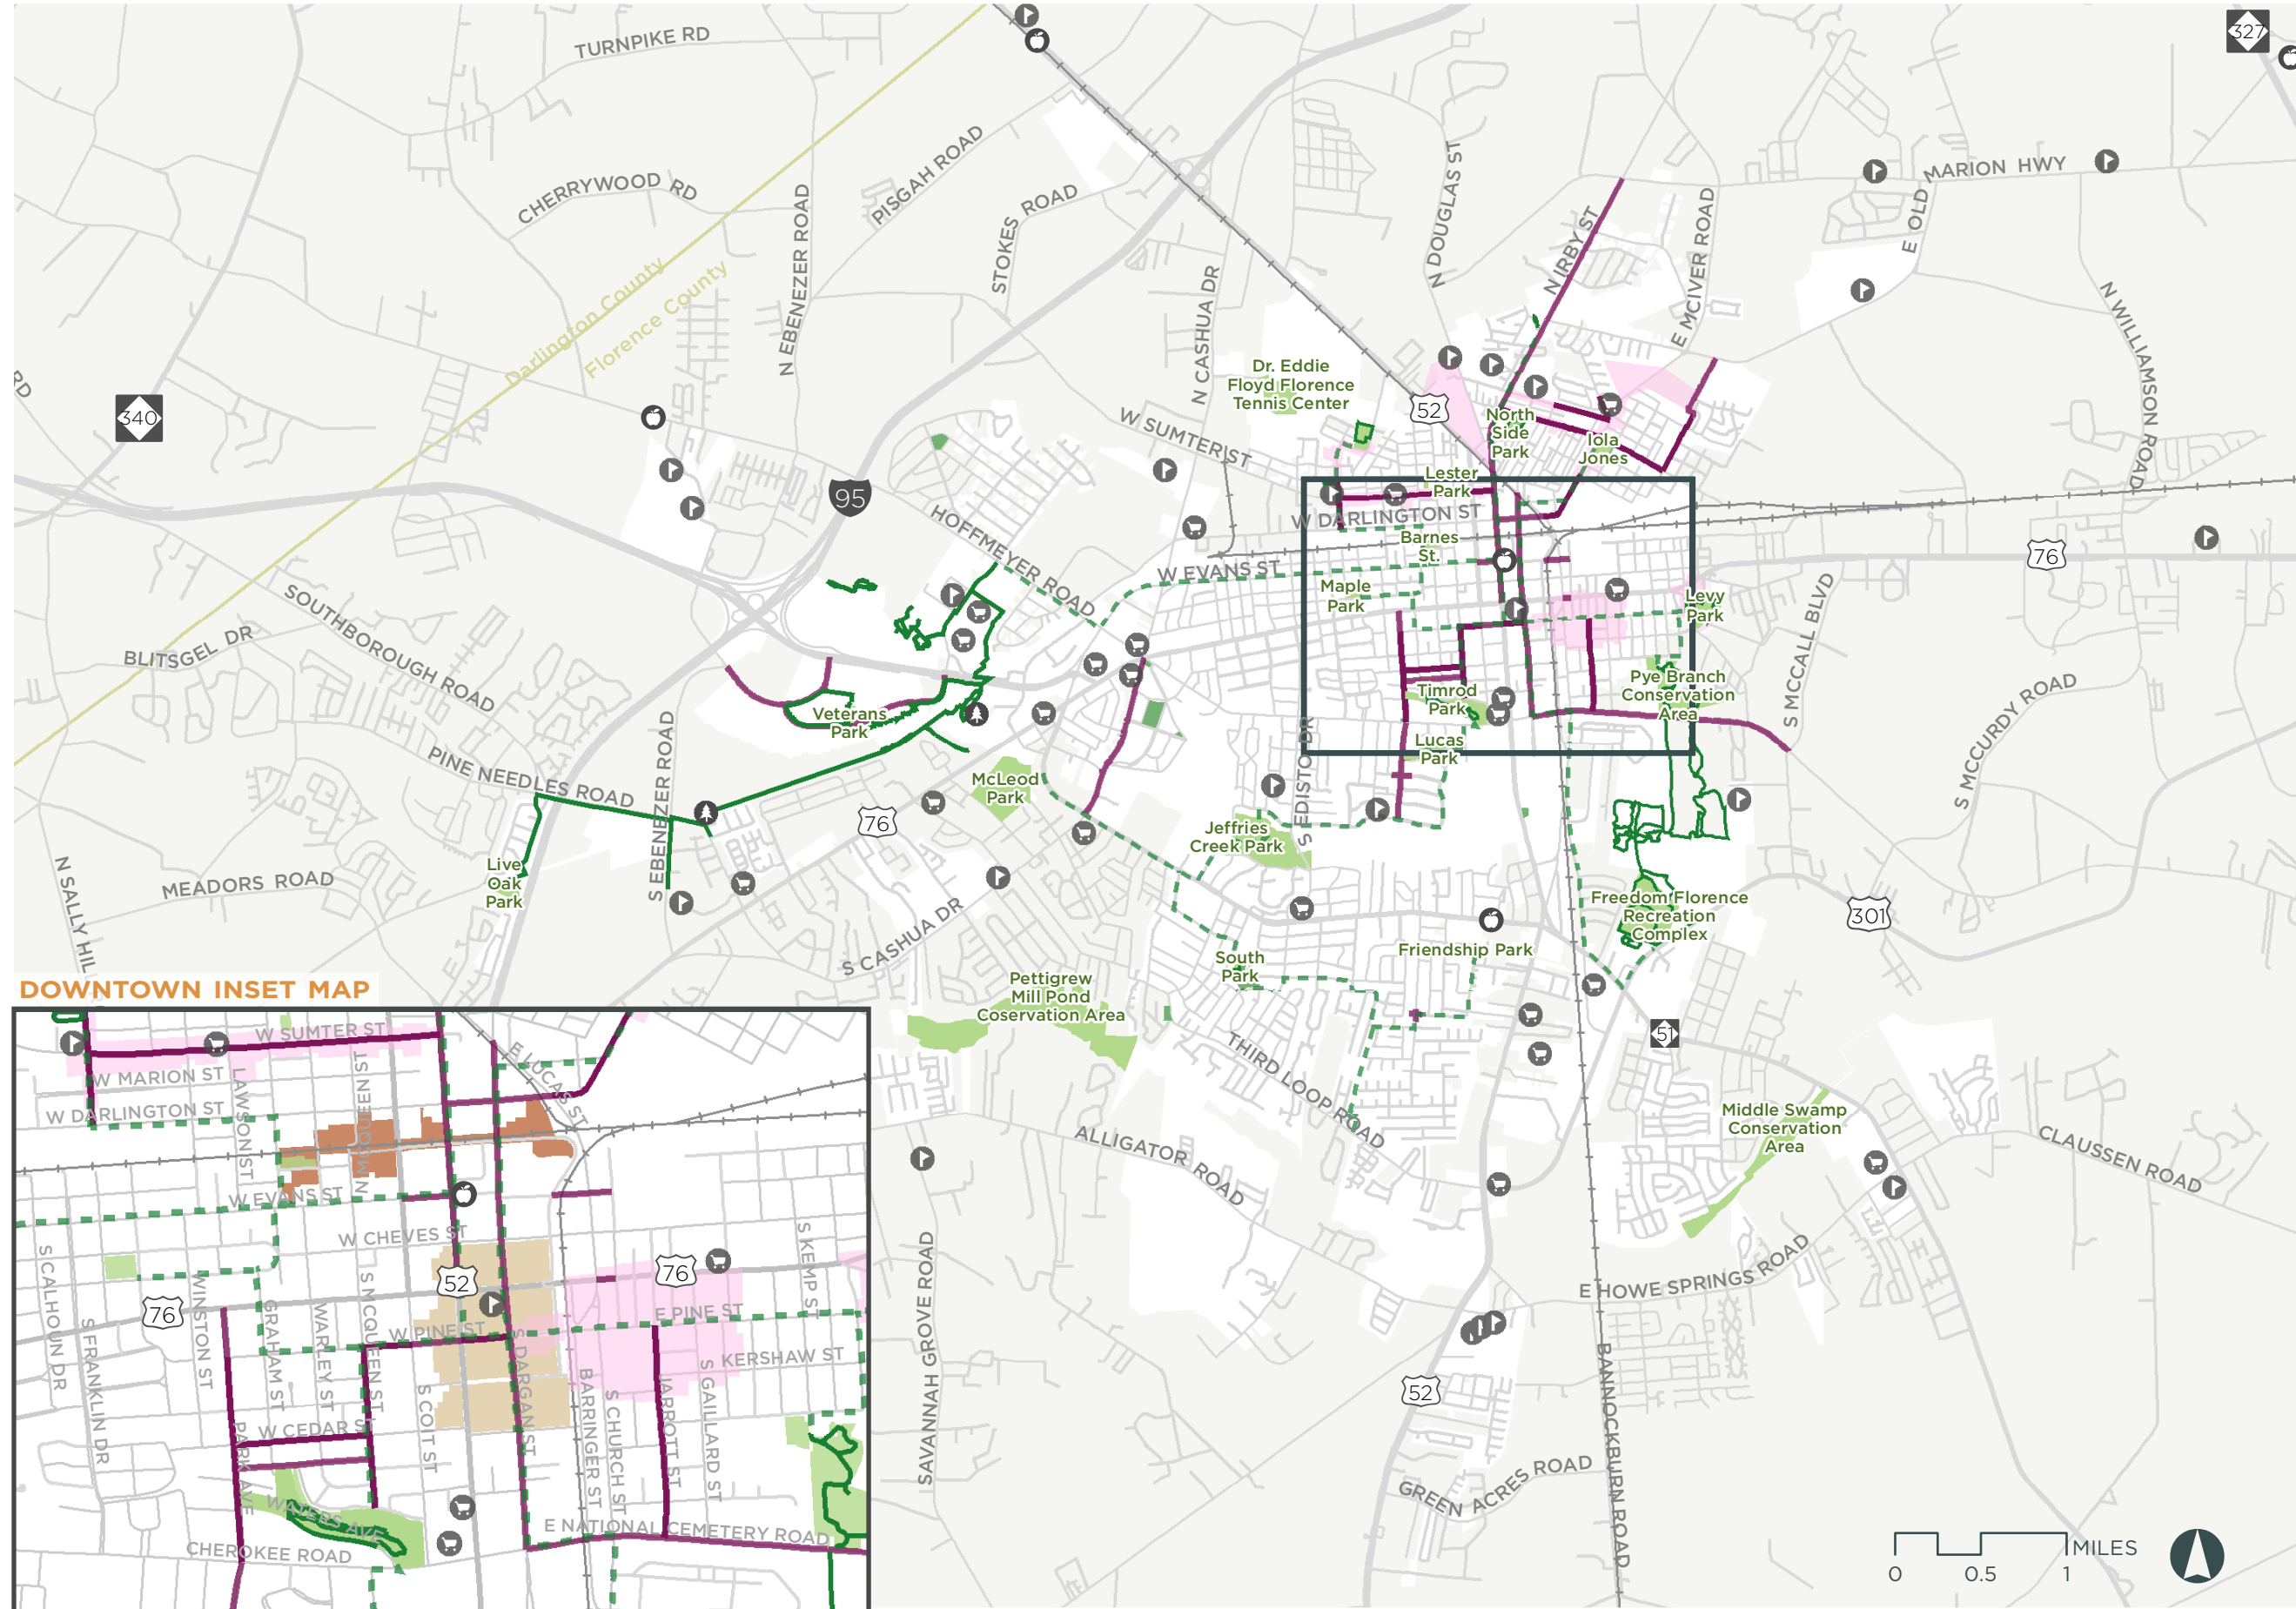 TURNPIKE RD
327
CHERRYWOOD RD
PISGAH ROAD
STOKES ROAD
N EBENEZER ROAD
N CASHUA DR
N DOUGLAS ST
N IRBY ST
E MCIVER ROAD
E OLD MARION HWY
N WILLIAMSON ROAD
Darlington County
Florence County
RD
340
95
52
Dr. Eddie
Floyd Florence
Tennis Center
W SUMTERIST
North
Side
Park
Iola
Jones
Lester
Park
W DARLINGTON ST
Barnes
St.
HOFFMEYER ROAD
W EVANS ST
76
Maple
Park
Levy
Park
SOUTHBOROUGH ROAD
BLITSGEL DR
S MCCALL BLVD
S MCCURDY ROAD
Pye Branch
Conservation
Area
Timrod
Park
Lucas
Park
Veterans
Park
PINE NEEDLES ROAD
S EBENEZER ROAD
McLeod
Park
76
S EDISTO DR
Jeffries
Creek Park
Live
Oak
Park
MEADORS ROAD
N SALLY HIL
S CASHUA DR
Freedom Florence
Recreation
Complex
301
Friendship Park
South
Park
Pettigrew
Mill Pond
Coservation Area
51
THIRD LOOP ROAD
ALLIGATOR ROAD
Middle Swamp
Conservation
Area
CLAUSSEN ROAD
SAVANNAH GROVE ROAD
E HOWE SPRINGS ROAD
52
BANNOCKBURN ROAD
GREEN ACRES ROAD
MILES
0 0.5 1
DOWNTOWN INSET MAP
W SUMTER ST
E LUCAS ST
W MARION ST
W DARLINGTON ST
LAWSON ST
N MCQUEEN ST
W EVANS ST
W CHEVES ST
S KEMP ST
S CALHOUN DR
52
76
76
E PINE ST
W PINE ST
S FRANKLIN DR
WINSTON ST
GRAHAM ST
WARLEY ST
S MCQUEEN ST
S COIT ST
S DARGAN ST
BARRINGER ST
S CHURCH ST
JARROTT ST
S GAILLARD ST
KERSHAW ST
W CEDAR ST
PARK AVE
WATERS AVE
CHEROKEE ROAD
E NATIONAL CEMETERY ROAD